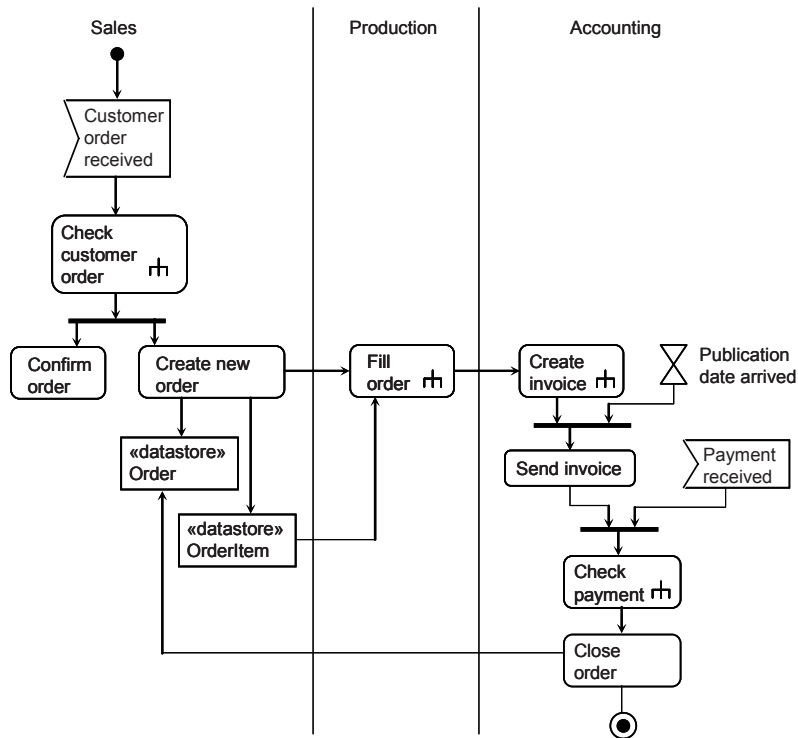 Sales
Production
Accounting
Customer
order
received
Check
customer
order
Confirm
order
Create new
order
Fill
order
Create
invoice
Publication
date arrived
«datastore»
Order
Send invoice
Payment
received
«datastore»
OrderItem
Check
payment
Close
order